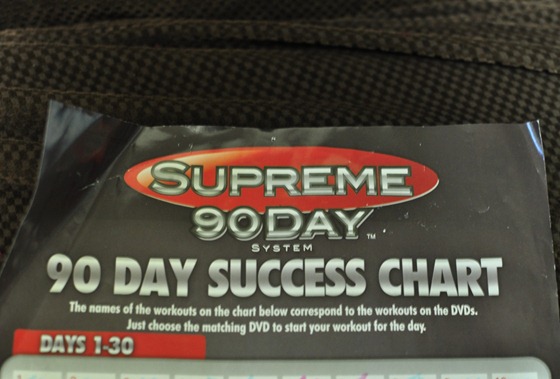 SUPREME
90DAY™
SYSTEM
90 DAY SUCCESS CHART
The names of the workouts on the chart below correspond to the workouts on the DVDs.
Just choose the matching DVD to start your workout for the day.
DAYS 1-30